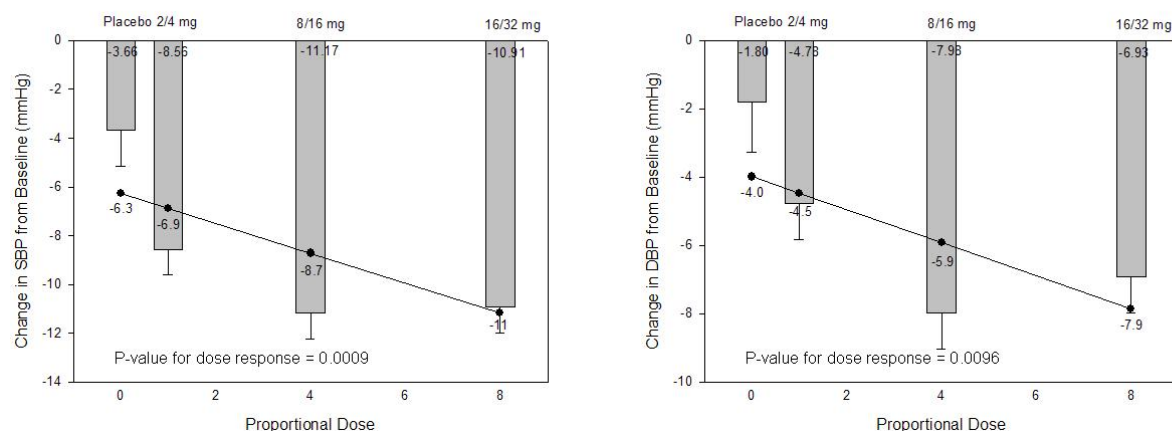 Placebo 2/4 mg 8/16 mg 16/32 mg
0
-2
-4
-6
-8
-10
-12
-14
Change in SBP from Baseline (mmHg)
-3.66 -8.56 -11.17 -10.91
-6.3
-6.9
-8.7
-11
P-value for dose response = 0.0009
0 2 4 6 8
Proportional Dose
Placebo 2/4 mg 8/16 mg 16/32 mg
0
-2
-4
-6
-8
-10
Change in DBP from Baseline (mmHg)
-1.80 -4.78 -7.98 -6.93
-4.0
-4.5
-5.9
-7.9
P-value for dose response = 0.0096
0 2 4 6 8
Proportional Dose